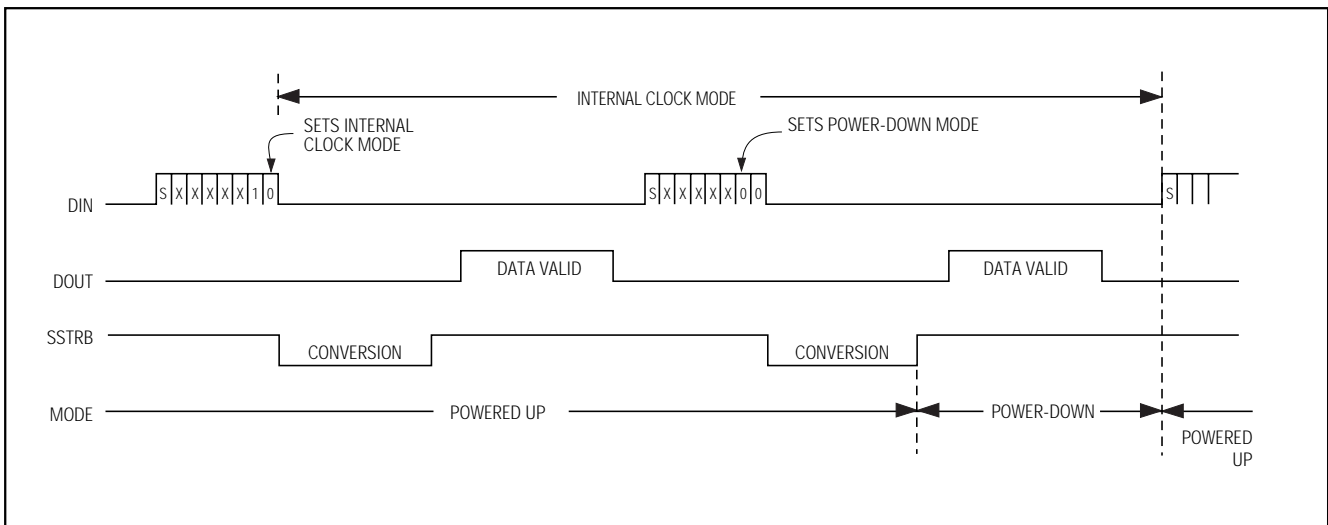 INTERNAL CLOCK MODE
SETS INTERNAL
CLOCK MODE
SETS POWER-DOWN MODE
DIN
S X X X X X 1 0
S X X X X X 0 0
S
DOUT
DATA VALID
DATA VALID
SSTRB
CONVERSION
CONVERSION
MODE
POWERED UP
POWER-DOWN
POWERED
UP